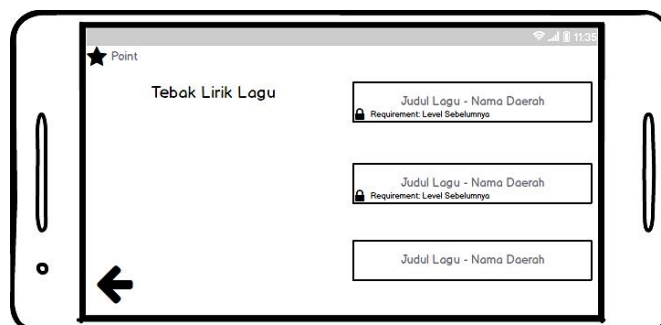 11:35
Point
Tebak Lirik Lagu
Judul Lagu - Nama Daerah
Requirement: Level Sebelumnya
Judul Lagu - Nama Daerah
Requirement: Level Sebelumnya
Judul Lagu - Nama Daerah